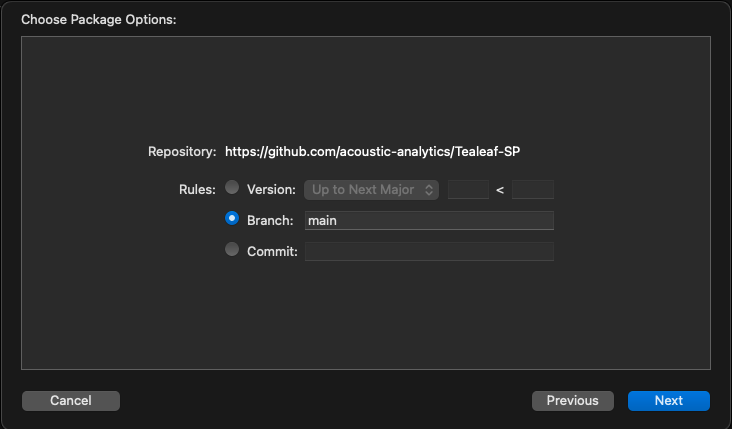 Choose Package Options:
Repository: https://github.com/acoustic-analytics/Tealeaf-SP
Rules: Version: Up to Next Major <
Branch: main
Commit:
Cancel Previous Next